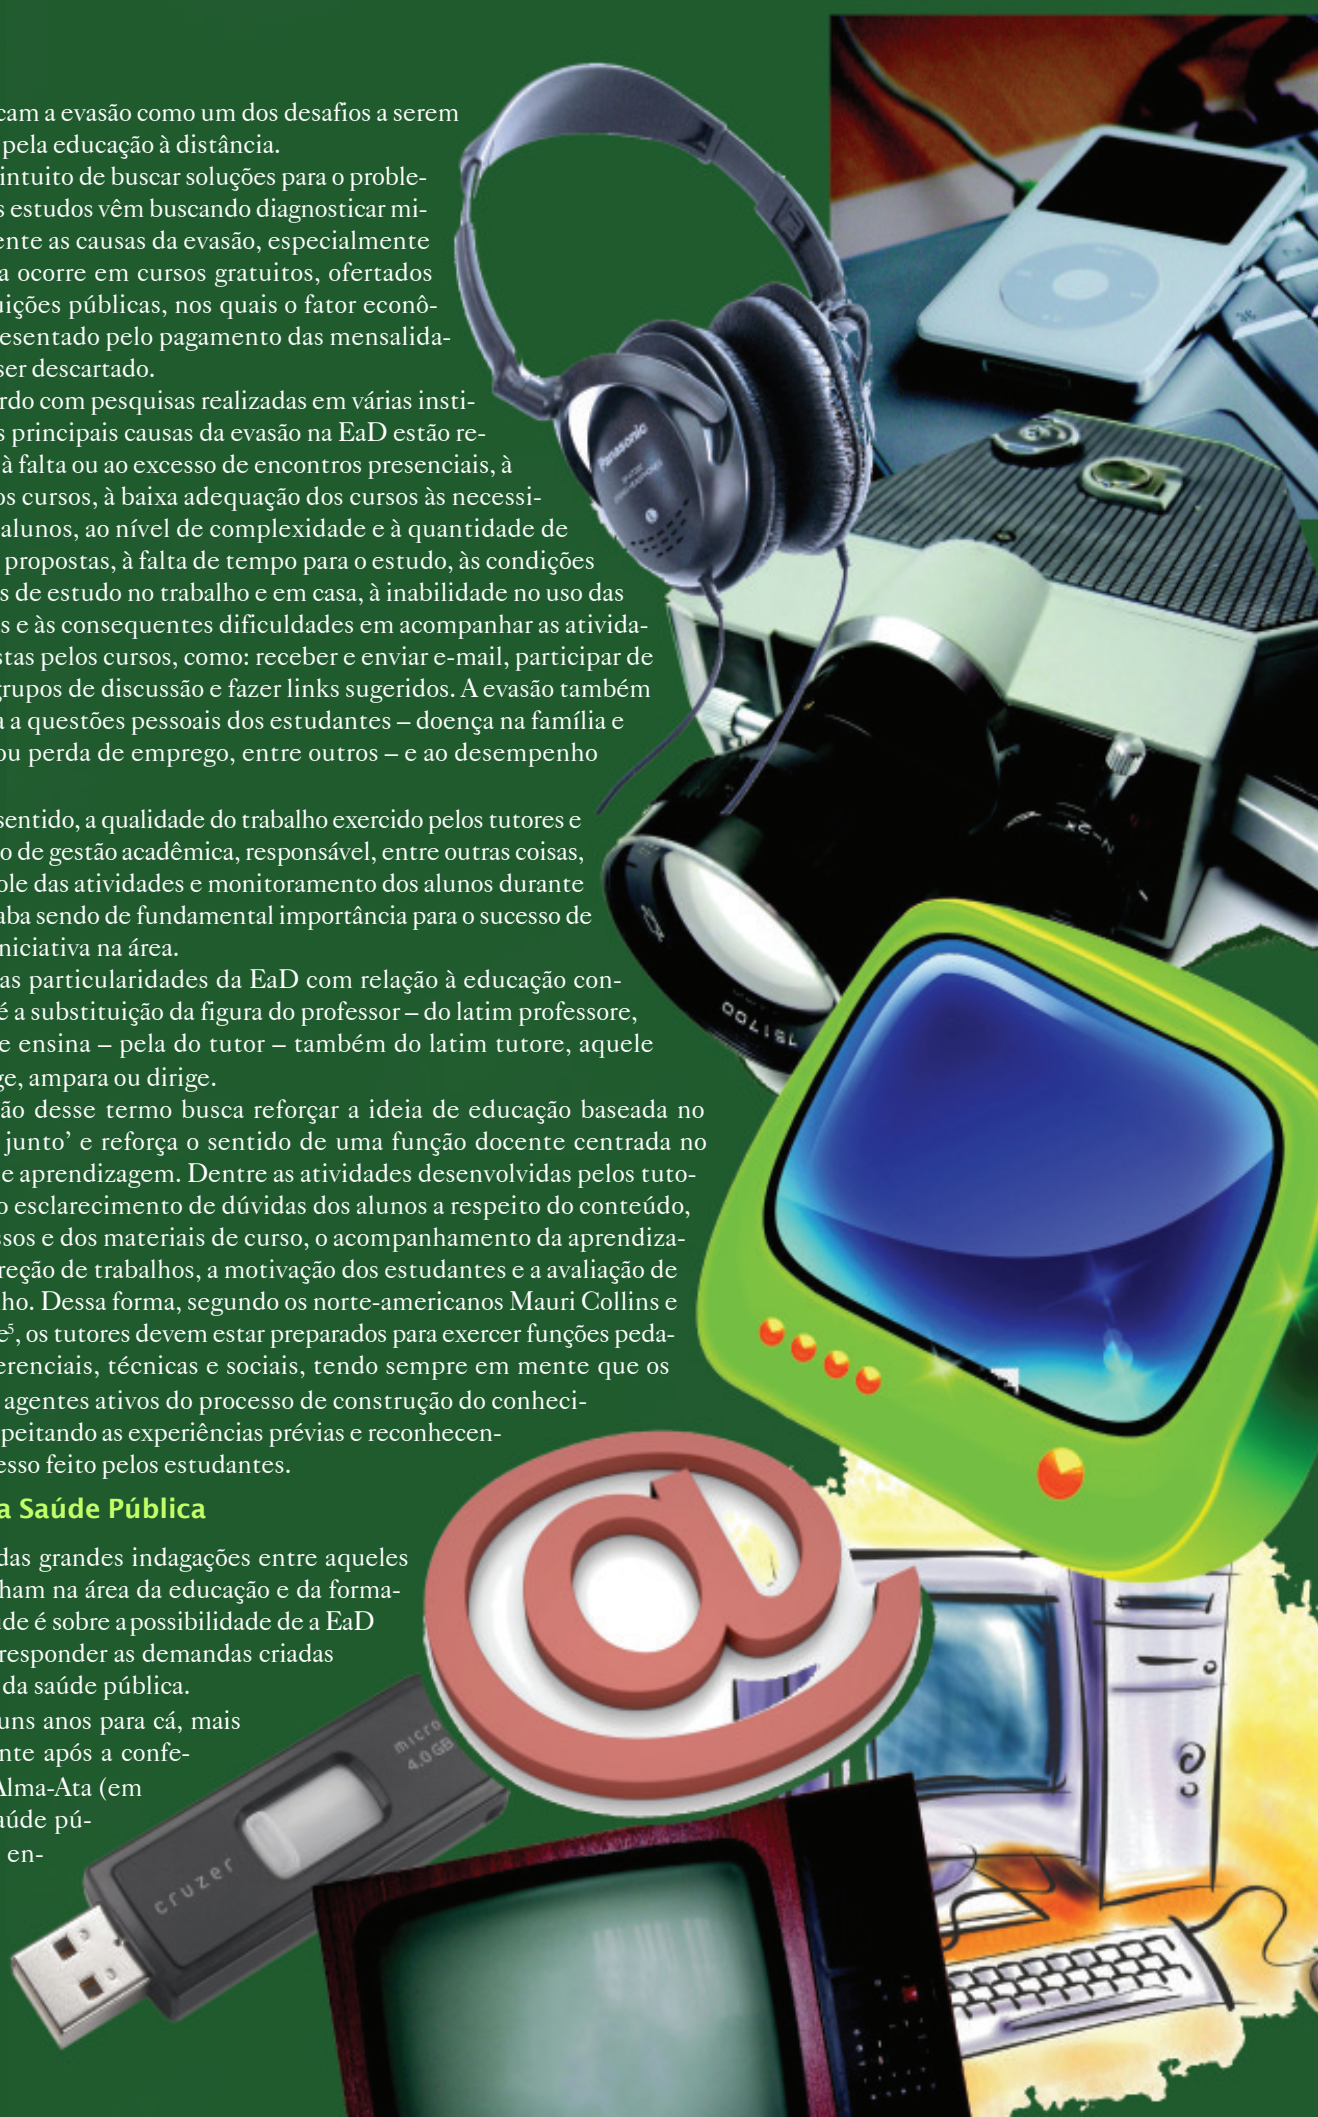 cam a evasão como um dos desafios a serem
pela educação à distância.
intuito de buscar soluções para o proble-
s estudos vêm buscando diagnosticar mi-
ente as causas da evasão, especialmente
a ocorre em cursos gratuitos, ofertados
uições públicas, nos quais o fator econô-
esentado pelo pagamento das mensalida-
ser descartado.
rdo com pesquisas realizadas em várias insti-
s principais causas da evasão na EaD estão re-
à falta ou ao excesso de encontros presenciais, à
os cursos, à baixa adequação dos cursos às necessi-
alunos, ao nível de complexidade e à quantidade de
propostas, à falta de tempo para o estudo, às condições
s de estudo no trabalho e em casa, à inabilidade no uso das
s e às consequentes dificuldades em acompanhar as ativida-
stas pelos cursos, como: receber e enviar e-mail, participar de
grupos de discussão e fazer links sugeridos. A evasão também
a a questões pessoais dos estudantes – doença na família e
ou perda de emprego, entre outros – e ao desempenho
sentido, a qualidade do trabalho exercido pelos tutores e
o de gestão acadêmica, responsável, entre outras coisas,
ole das atividades e monitoramento dos alunos durante
aba sendo de fundamental importância para o sucesso de
niciativa na área.
as particularidades da EaD com relação à educação con-
é a substituição da figura do professor – do latim professore,
e ensina – pela do tutor – também do latim tutore, aquele
ge, ampara ou dirige.
ão desse termo busca reforçar a ideia de educação baseada no
junto’ e reforça o sentido de uma função docente centrada no
e aprendizagem. Dentre as atividades desenvolvidas pelos tuto-
o esclarecimento de dúvidas dos alunos a respeito do conteúdo,
ssos e dos materiais de curso, o acompanhamento da aprendiza-
reção de trabalhos, a motivação dos estudantes e a avaliação de
ho. Dessa forma, segundo os norte-americanos Mauri Collins e
e⁵, os tutores devem estar preparados para exercer funções peda-
erenciais, técnicas e sociais, tendo sempre em mente que os
agentes ativos do processo de construção do conheci-
peitando as experiências prévias e reconhecen-
esso feito pelos estudantes.
a Saúde Pública
das grandes indagações entre aqueles
ham na área da educação e da forma-
úde é sobre a possibilidade de a EaD
responder as demandas criadas
da saúde pública.
uns anos para cá, mais
nte após a confe-
Alma-Ata (em
aúde pú-
en-
Panasonic
751700
@
micro
4.0GB
cruzer